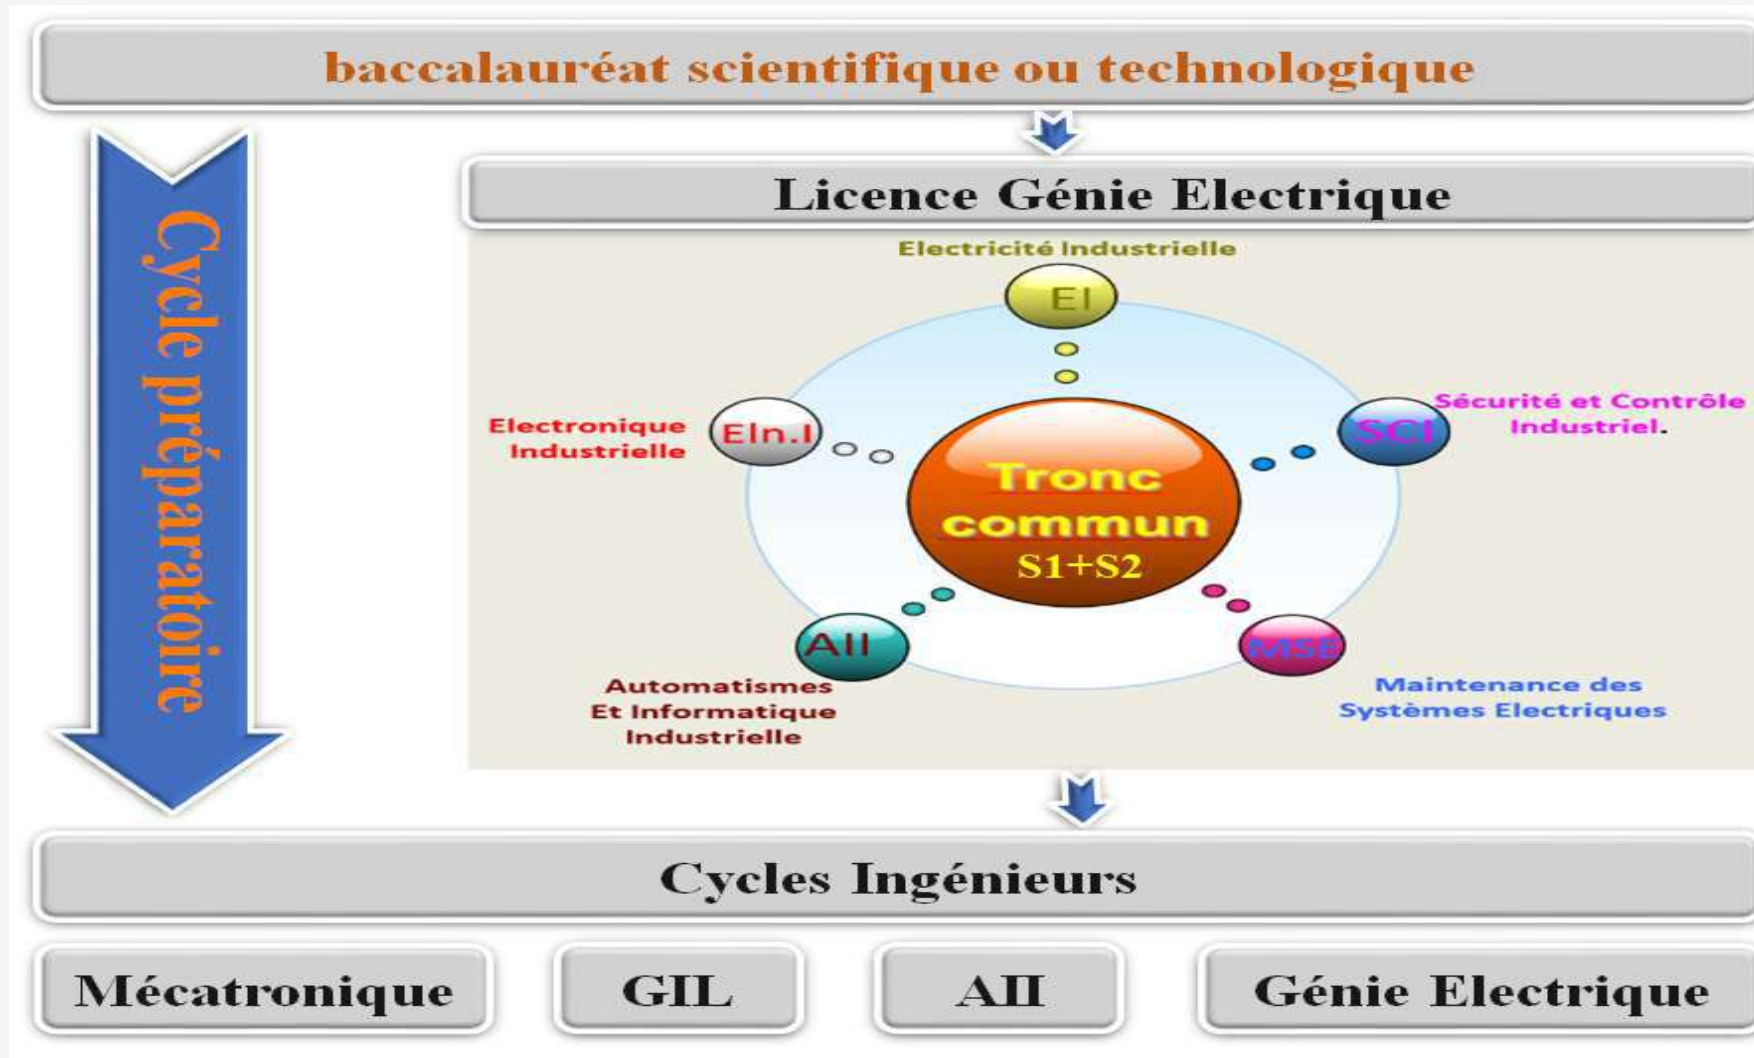 baccalauréat scientifique ou technologique
Cycle préparatoire
Licence Génie Electrique
Electricité Industrielle
EI
Electronique
Industrielle
Eln.I
Sécurité et Contrôle
Industriel.
SCI
Tronc
commun
S1+S2
AII
Automatismes
Et Informatique
Industrielle
MSE
Maintenance des
Systèmes Electriques
Cycles Ingénieurs
Mécatronique
GIL
AII
Génie Electrique